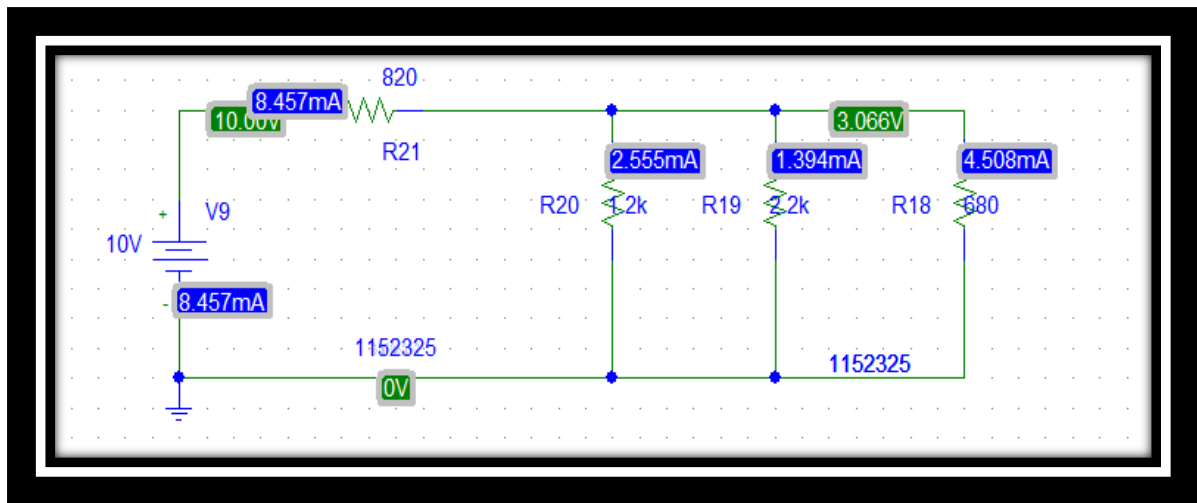 820
8.457mA
10.00V
3.066V
R21
2.555mA
1.394mA
4.508mA
R20 1.2k
R19 2.2k
R18 680
+
V9
10V
-
8.457mA
1152325
1152325
0V